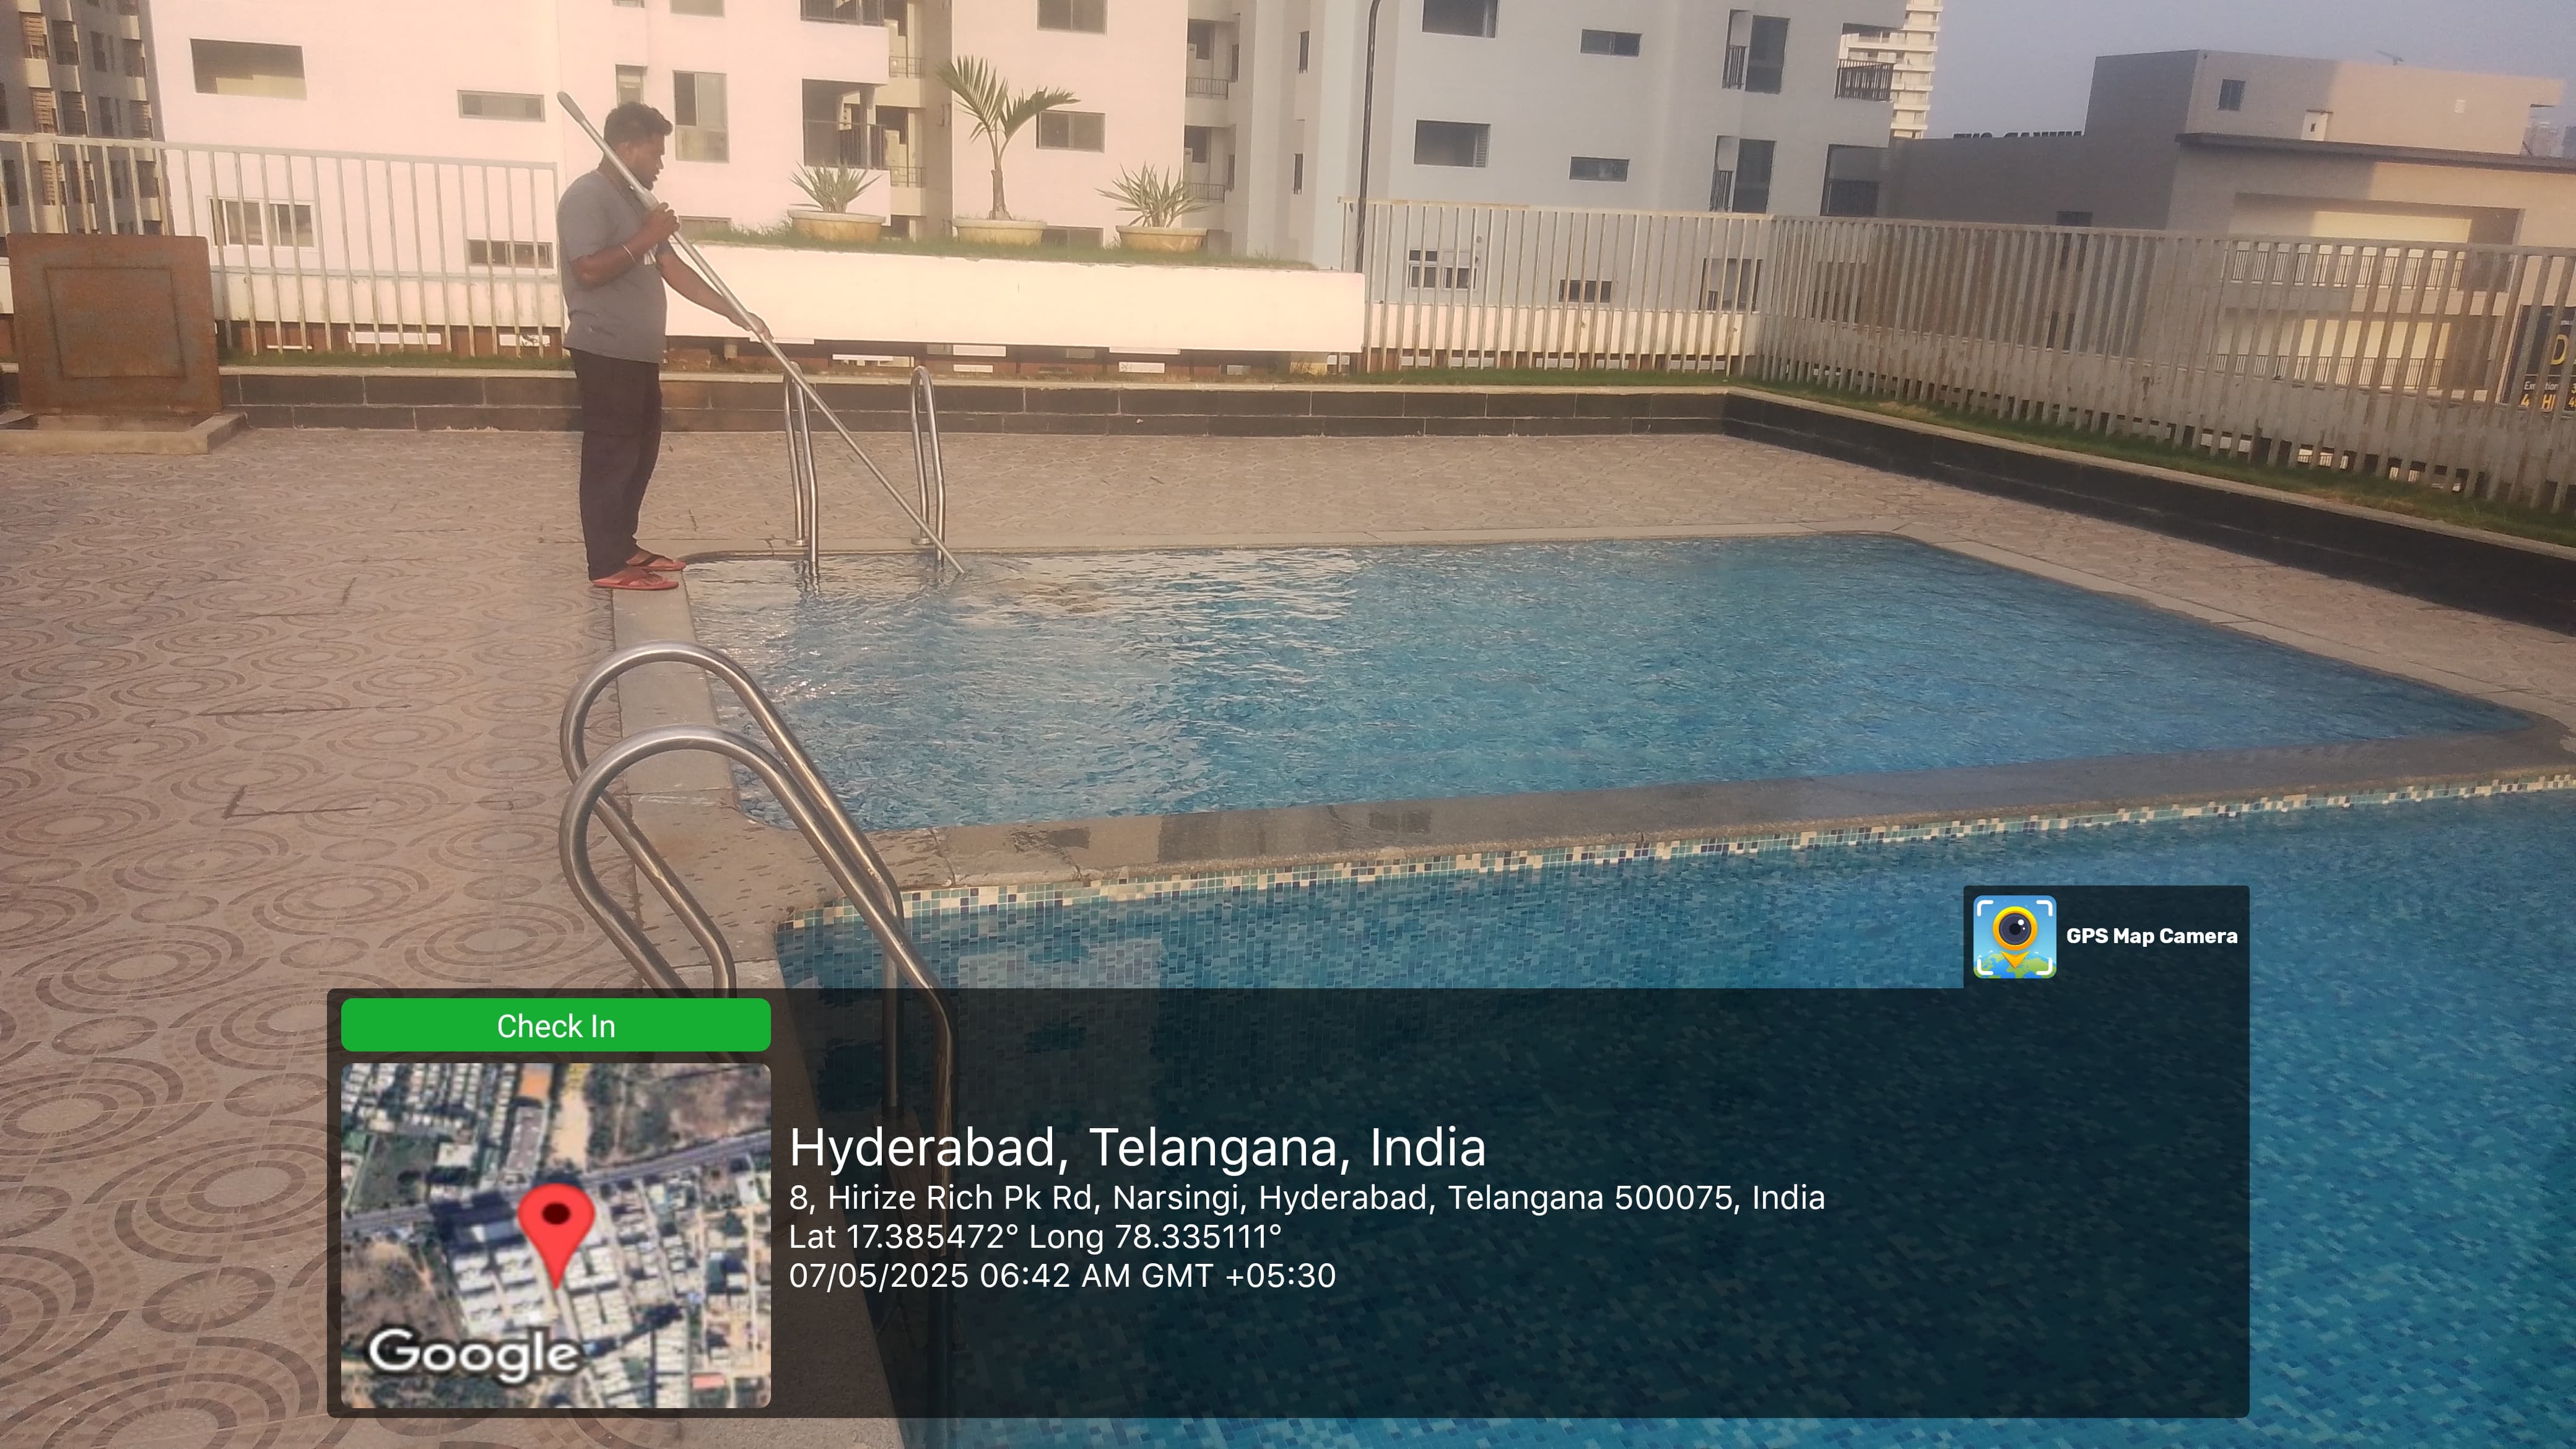 GPS Map Camera
Check In
Google
Hyderabad, Telangana, India
8, Hirize Rich Pk Rd, Narsingi, Hyderabad, Telangana 500075, India
Lat 17.385472° Long 78.335111°
07/05/2025 06:42 AM GMT +05:30